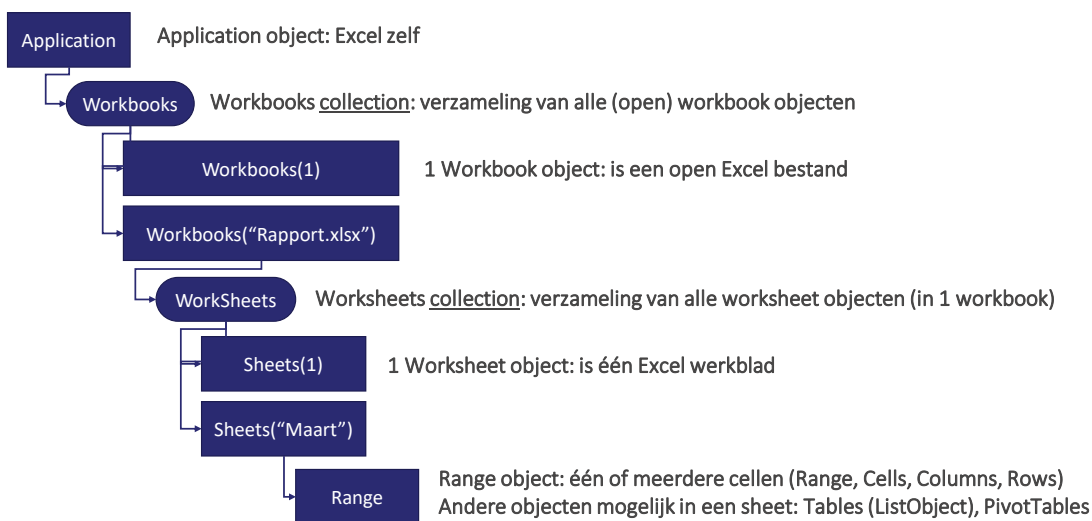 Application
Application object: Excel zelf
Workbooks
Workbooks collection: verzameling van alle (open) workbook objecten
Workbooks(1)
1 Workbook object: is een open Excel bestand
Workbooks(“Rapport.xlsx”)
WorkSheets
Worksheets collection: verzameling van alle worksheet objecten (in 1 workbook)
Sheets(1)
1 Worksheet object: is één Excel werkblad
Sheets(“Maart”)
Range
Range object: één of meerdere cellen (Range, Cells, Columns, Rows)
Andere objecten mogelijk in een sheet: Tables (ListObject), PivotTables